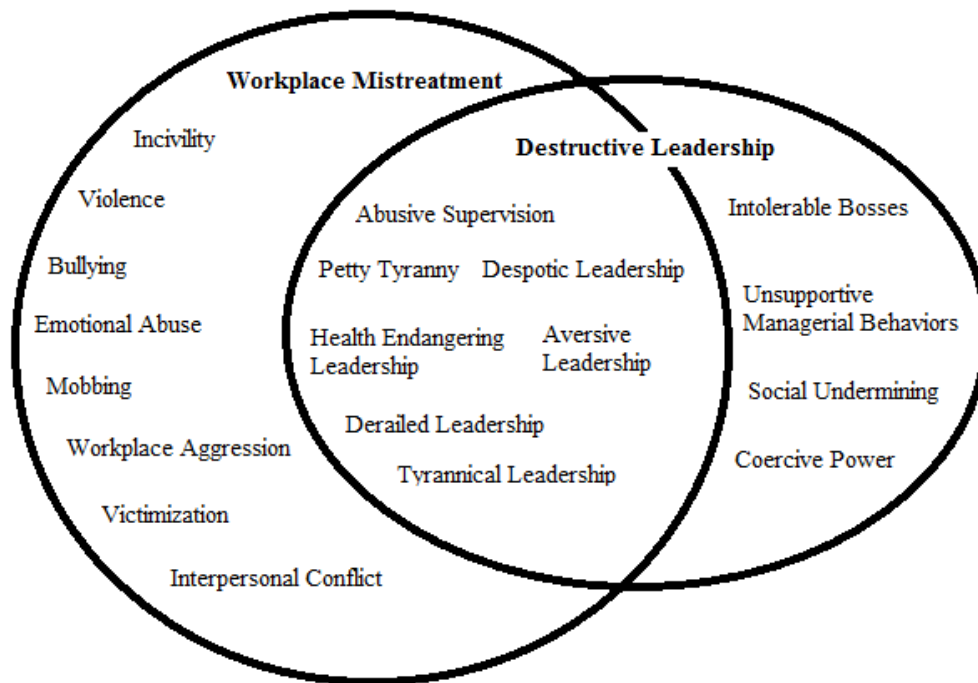 Workplace Mistreatment
Incivility
Violence
Bullying
Emotional Abuse
Mobbing
Workplace Aggression
Victimization
Interpersonal Conflict
Destructive Leadership
Abusive Supervision
Petty Tyranny
Despotic Leadership
Health Endangering
Leadership
Aversive
Leadership
Derailed Leadership
Tyrannical Leadership
Intolerable Bosses
Unsupportive
Managerial Behaviors
Social Undermining
Coercive Power